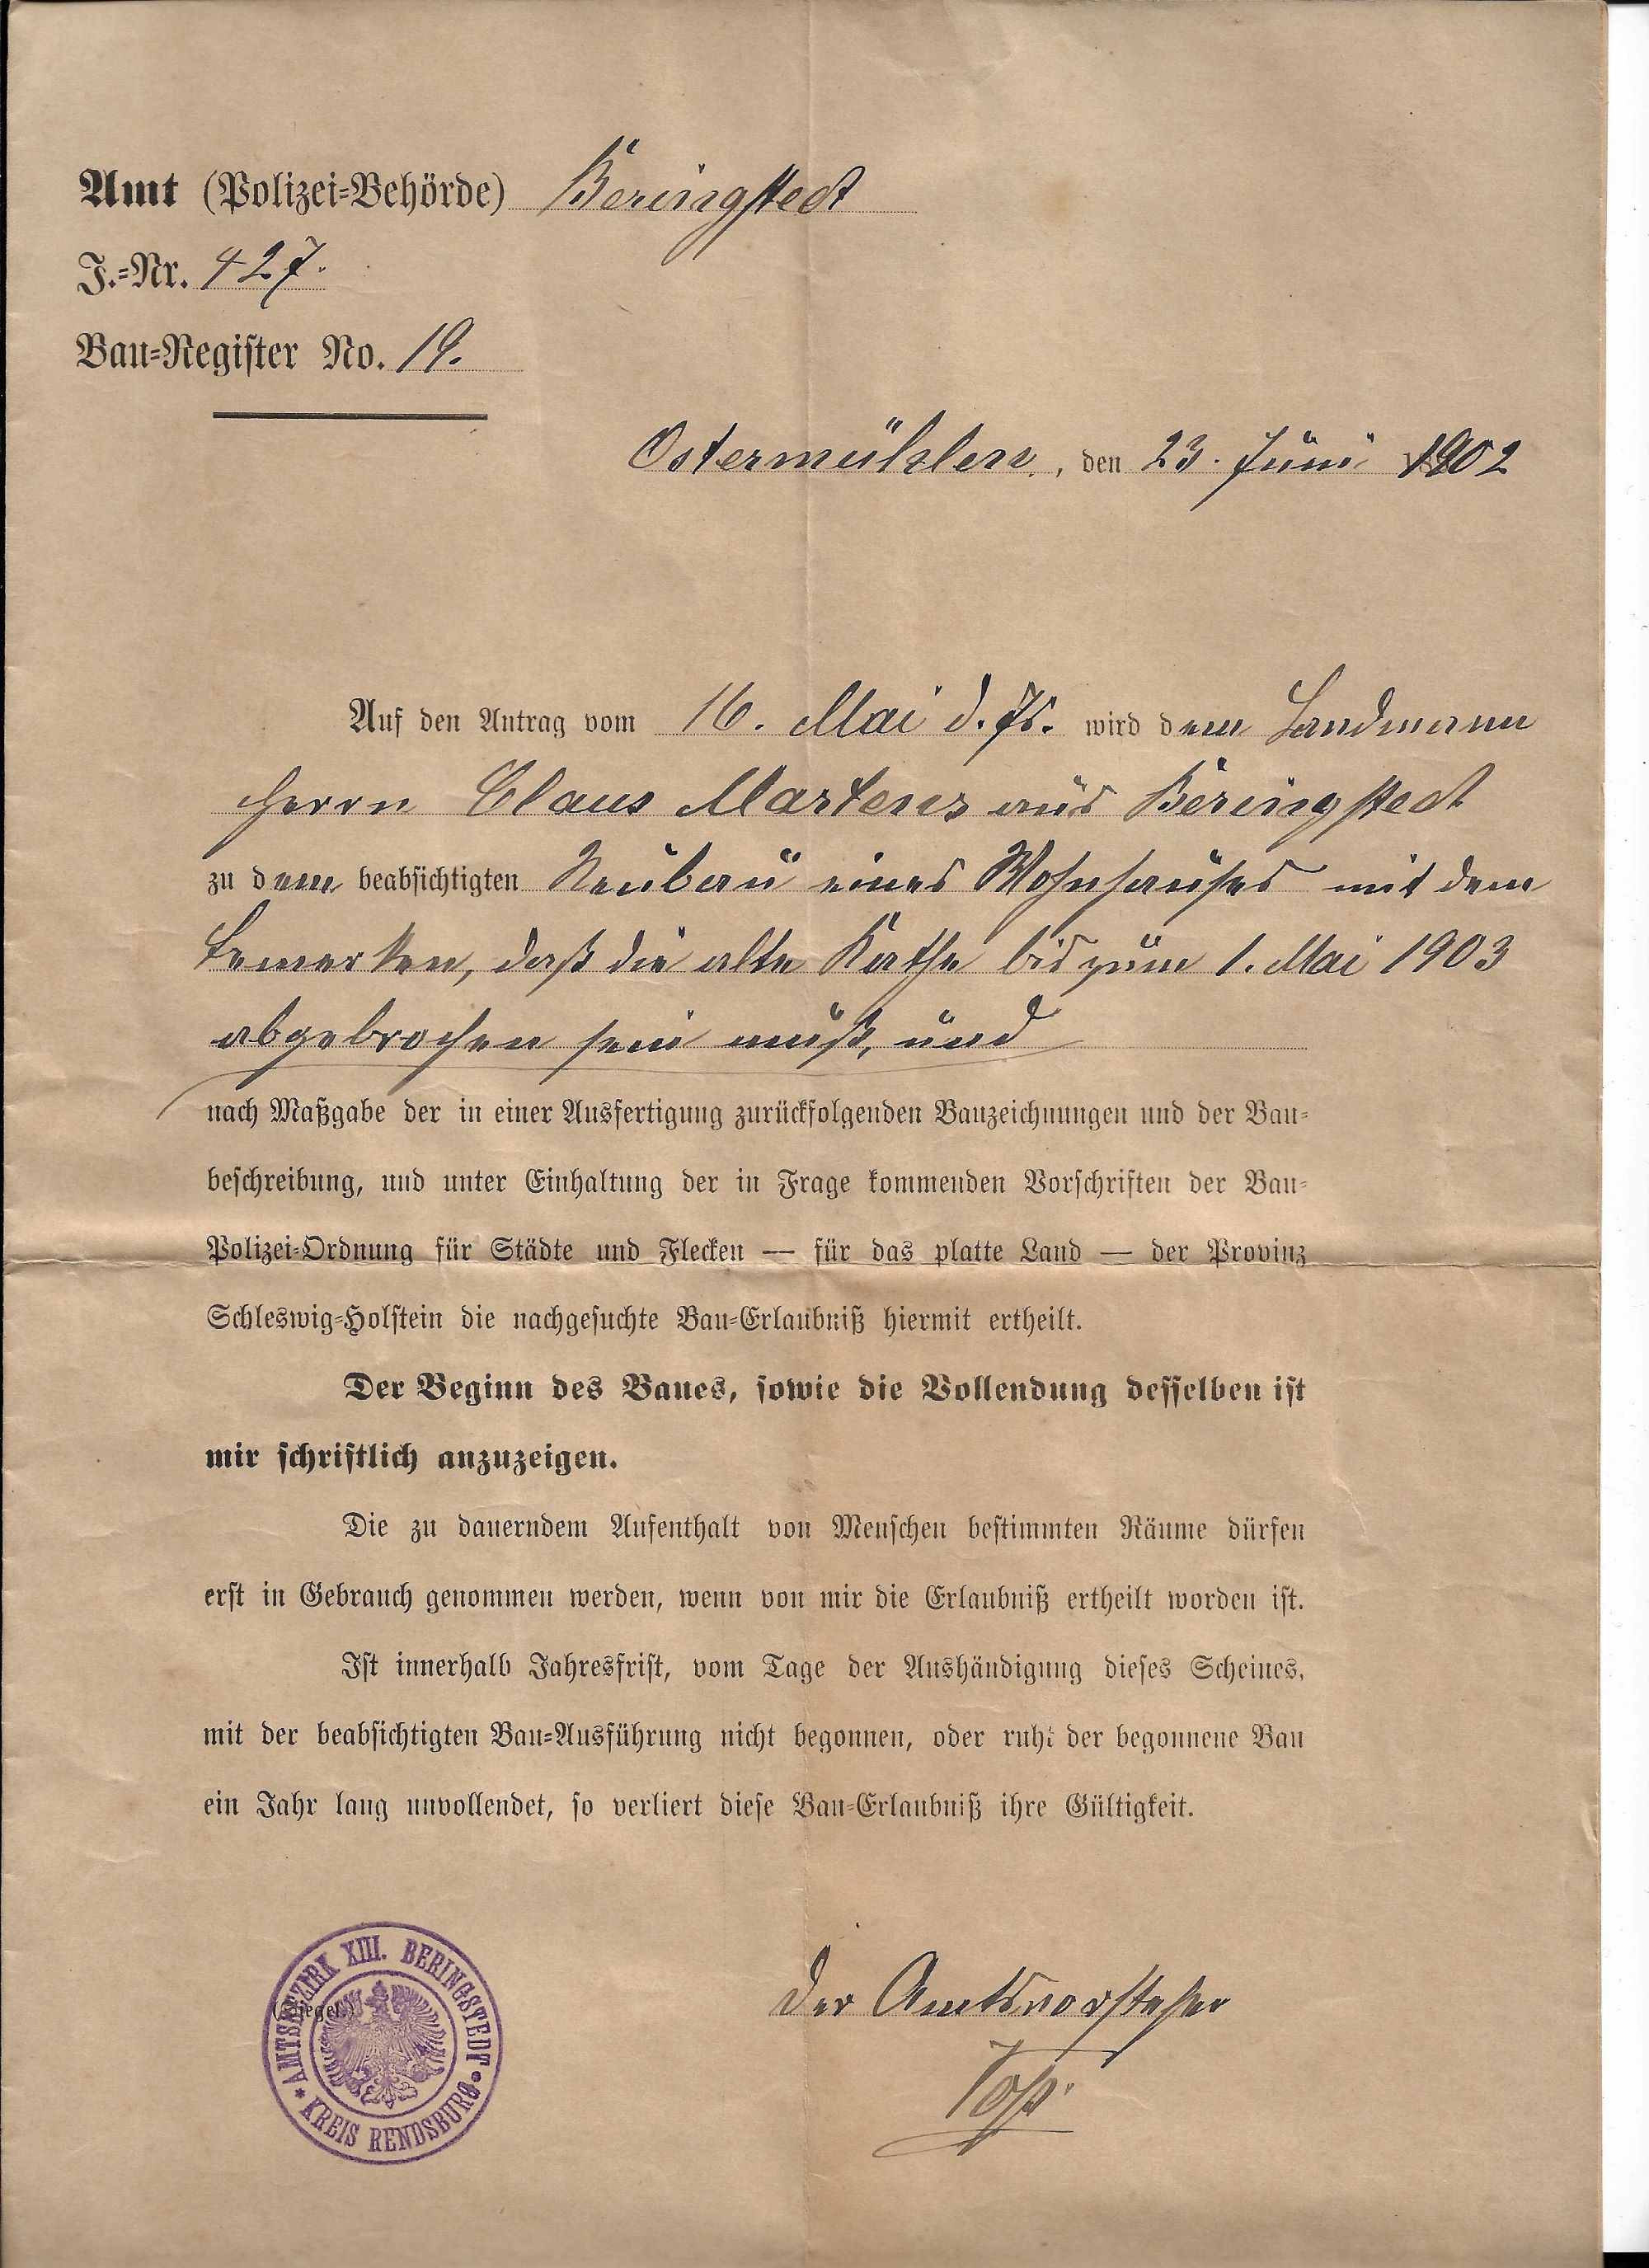 Amt (Polizei=Behörde) Beringstedt
J.=Nr. 427.
Bau=Register No. 19.
Ostermühlen, den 23. Juni 1902
Auf den Antrag vom 16. Mai d. Js. wird dem Landmann
Herrn Claus Martens aus Beringstedt
zu dem beabsichtigten Neubau eines Wohnhauses mit dem
Bemerken, daß die alte Kathe bis zum 1. Mai 1903
abgebrochen sein muß, und
nach Maßgabe der in einer Ausfertigung zurückfolgenden Bauzeichnungen und der Bau=
beschreibung, und unter Einhaltung der in Frage kommenden Vorschriften der Bau=
Polizei=Ordnung für Städte und Flecken — für das platte Land — der Provinz
Schleswig=Holstein die nachgesuchte Bau=Erlaubniß hiermit ertheilt.
Der Beginn des Baues, sowie die Vollendung desselben ist
mir schriftlich anzuzeigen.
Die zu dauerndem Aufenthalt von Menschen bestimmten Räume dürfen
erst in Gebrauch genommen werden, wenn von mir die Erlaubniß ertheilt worden ist.
Ist innerhalb Jahresfrist, vom Tage der Aushändigung dieses Scheines,
mit der beabsichtigten Bau=Ausführung nicht begonnen, oder ruht der begonnene Bau
ein Jahr lang unvollendet, so verliert diese Bau=Erlaubniß ihre Gültigkeit.
(Siegel.)
AMTSBEZIRK XIII. BERINGSTEDT
* KREIS RENDSBURG *
Der Amtsvorsteher